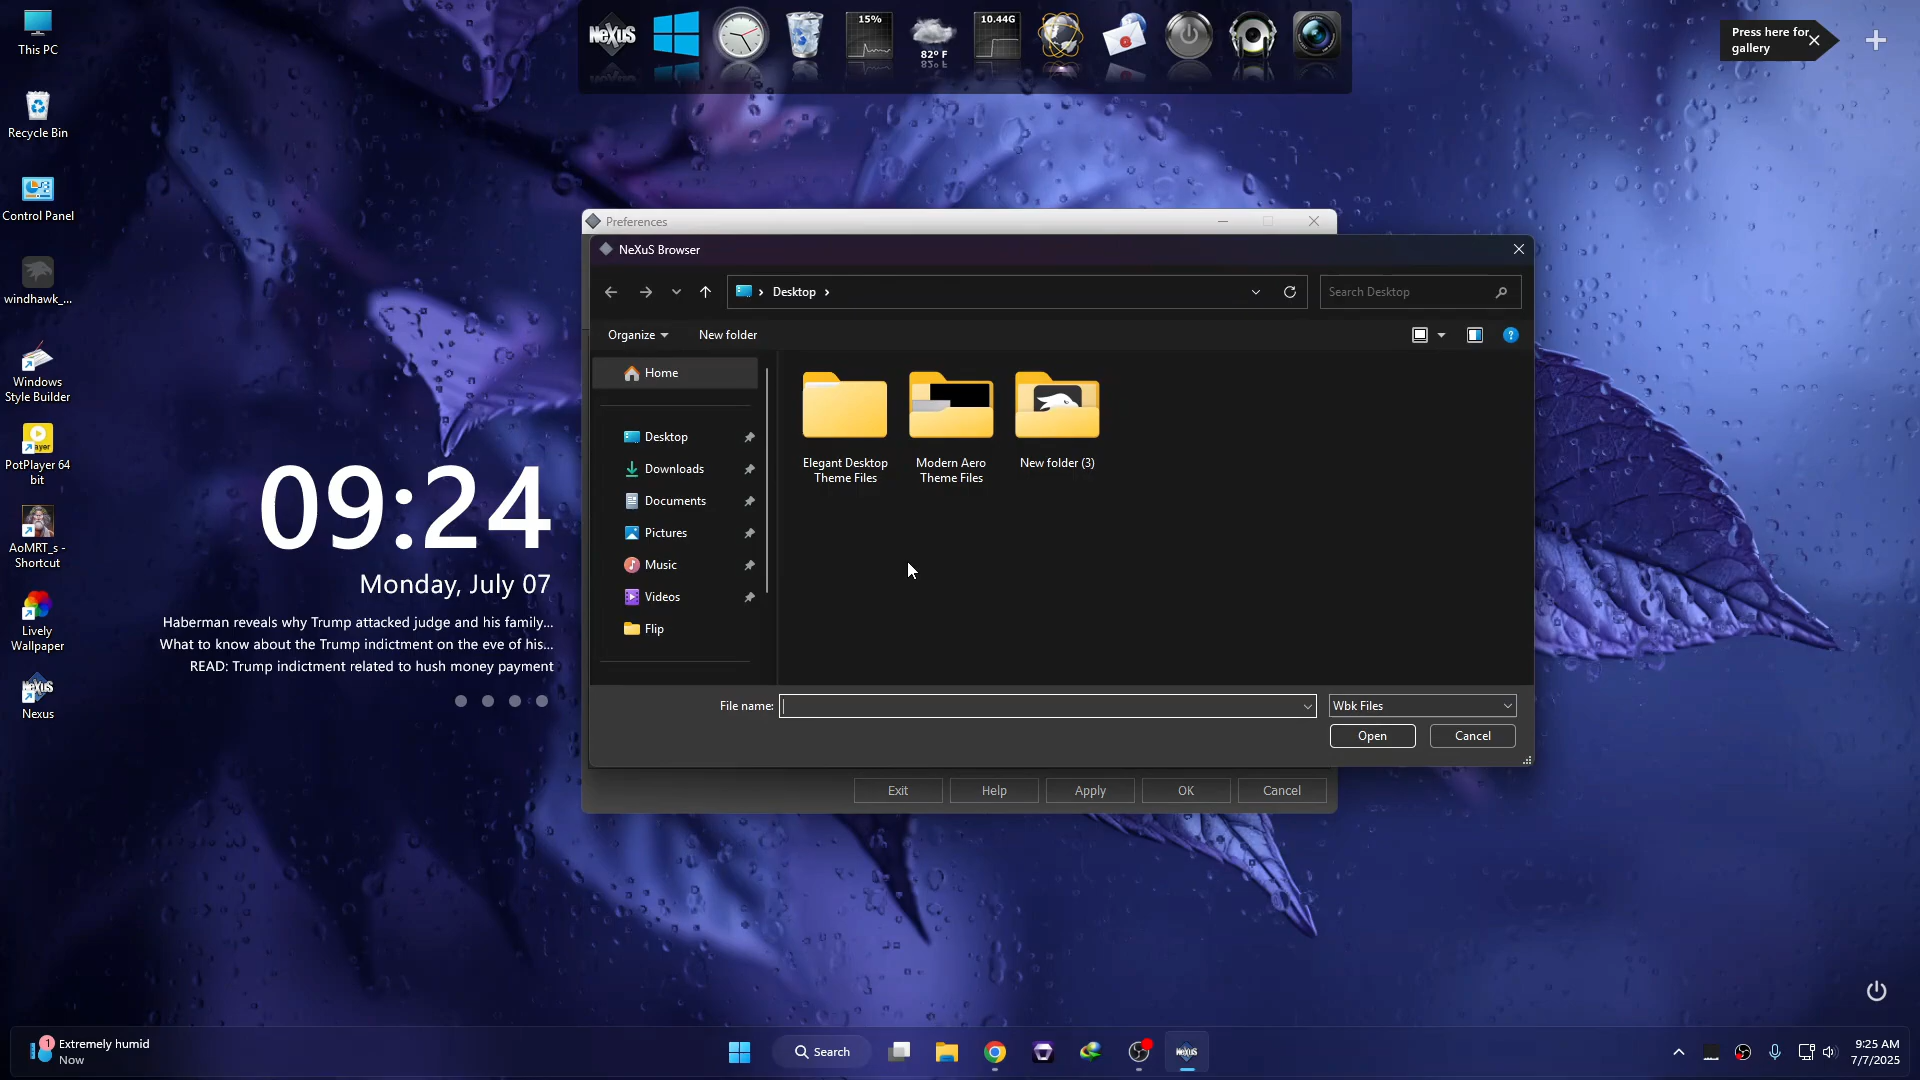 This PC
Recycle Bin
Control Panel
windhawk_...
Windows
Style Builder
PotPlayer 64
bit
AoMRT_s -
Shortcut
Lively
Wallpaper
NeXuS
Nexus
NeXuS
15%
82° F
10.44G
Press here for
gallery
09:24
Monday, July 07
Haberman reveals why Trump attacked judge and his family...
What to know about the Trump indictment on the eve of his...
READ: Trump indictment related to hush money payment
Preferences
NeXuS Browser
Desktop
Search Desktop
Organize
New folder
Home
Desktop
Downloads
Documents
Pictures
Music
Videos
Flip
Elegant Desktop
Theme Files
Modern Aero
Theme Files
New folder (3)
File name:
Wbk Files
Open
Cancel
Exit
Help
Apply
OK
Cancel
1
Extremely humid
Now
Search
NeXuS
9:25 AM
7/7/2025